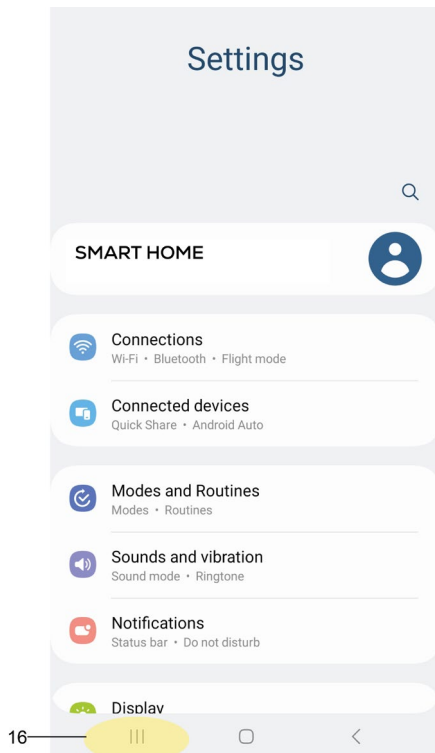 Settings
SMART HOME
Connections
Wi-Fi • Bluetooth • Flight mode
Connected devices
Quick Share • Android Auto
Modes and Routines
Modes • Routines
Sounds and vibration
Sound mode • Ringtone
Notifications
Status bar • Do not disturb
Display
16